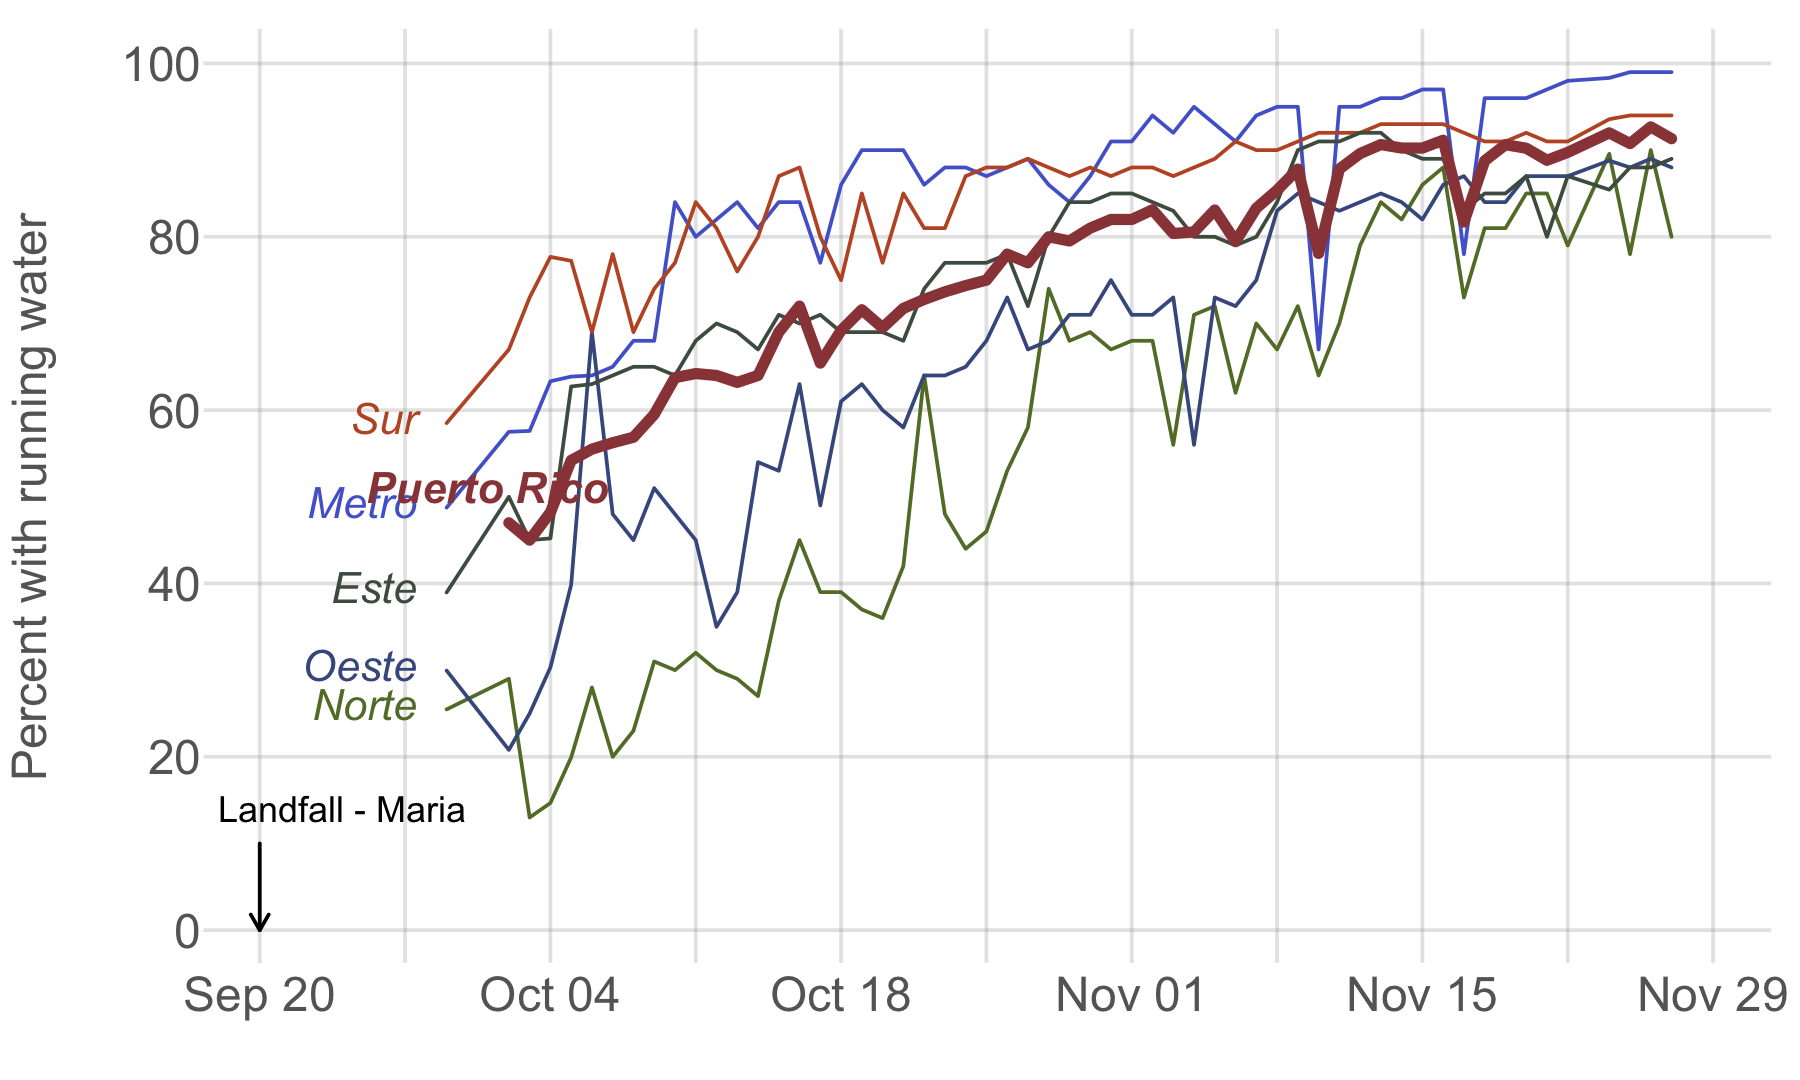 Percent with running water
100
80
60
40
20
0
Sur
Puerto Rico
Metro
Este
Oeste
Norte
Landfall - Maria
Sep 20
Oct 04
Oct 18
Nov 01
Nov 15
Nov 29